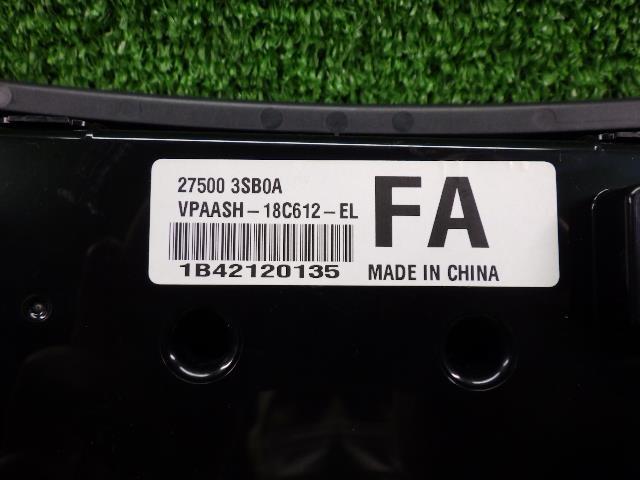 27500 3SB0A
VPAASH-18C612-EL
1B42120135
FA
MADE IN CHINA